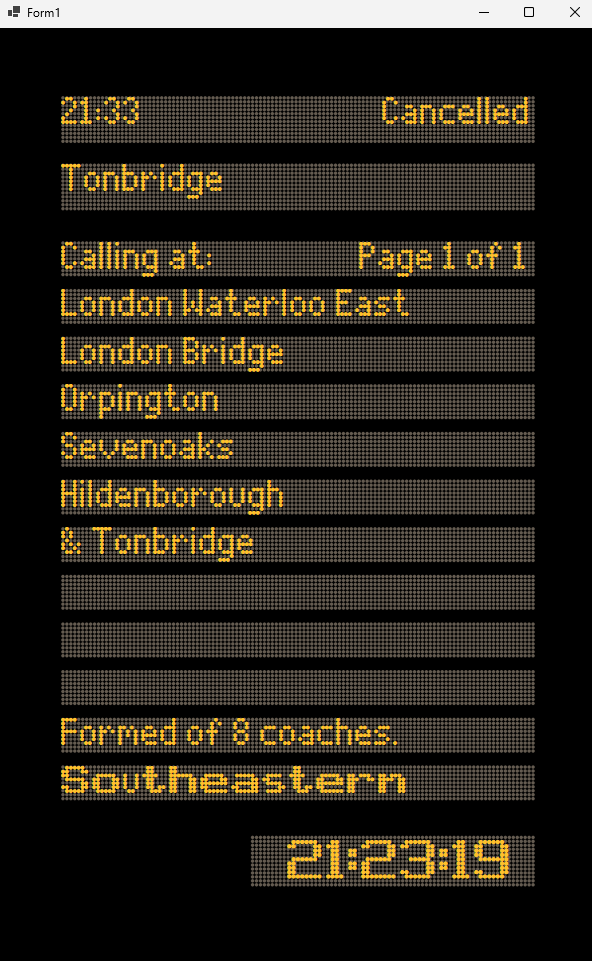 Form1
21:33 Cancelled
Tonbridge
Calling at: Page 1 of 1
London Waterloo East
London Bridge
Orpington
Sevenoaks
Hildenborough
& Tonbridge
Formed of 8 coaches.
Southeastern
21:23:19